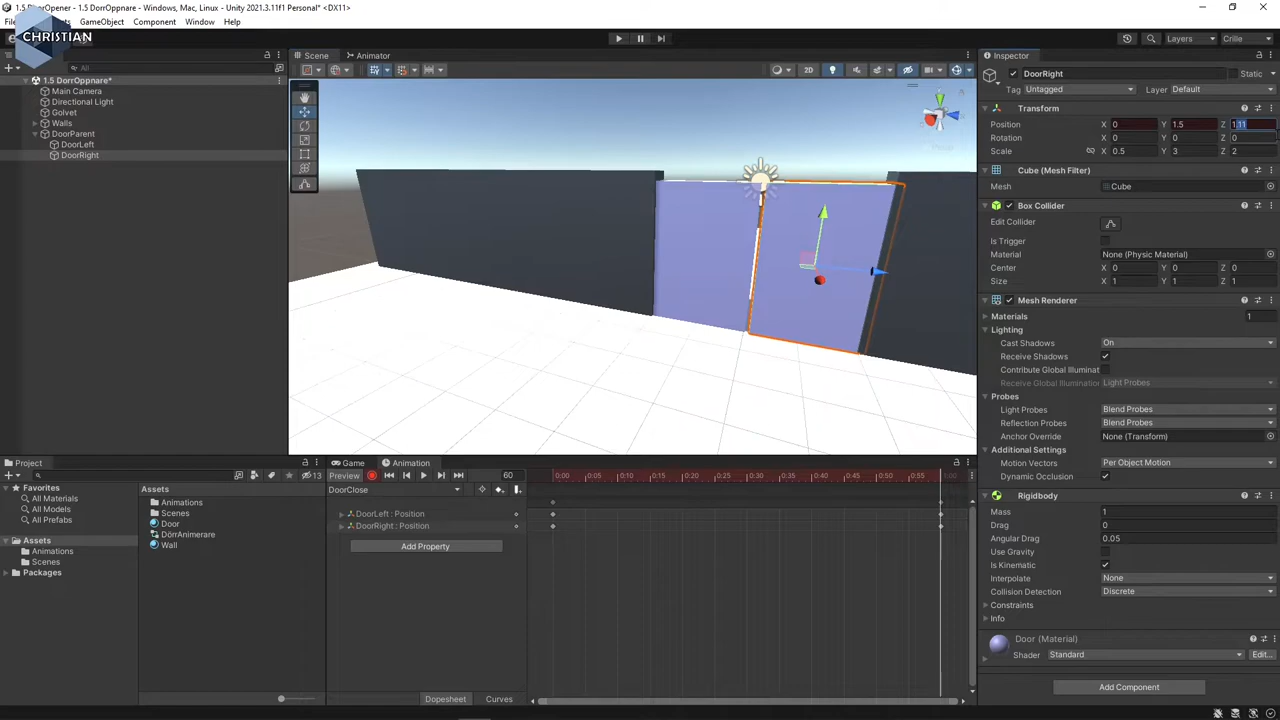 1.5 DorrOpener - 1.5 DorrOppnare - Windows, Mac, Linux - Unity 2021.3.11f1 Personal* <DX11>
GameObject Component Window Help
CHRISTIAN
Layers Crille
All
1.5 DorrOppnare*
Main Camera
Directional Light
Golvet
Walls
DoorParent
DoorLeft
DoorRight
Scene Animator
2D
Persp
Inspector
DoorRight Static
Tag Untagged Layer Default
Transform
Position X 0 Y 1.5 Z 1.11
Rotation X 0 Y 0 Z 0
Scale X 0.5 Y 3 Z 2
Cube (Mesh Filter)
Mesh Cube
Box Collider
Edit Collider
Is Trigger
Material None (Physic Material)
Center X 0 Y 0 Z 0
Size X 1 Y 1 Z 1
Mesh Renderer
Materials 1
Lighting
Cast Shadows On
Receive Shadows
Contribute Global Illuminat
Receive Global Illumination Light Probes
Probes
Light Probes Blend Probes
Reflection Probes Blend Probes
Anchor Override None (Transform)
Additional Settings
Motion Vectors Per Object Motion
Dynamic Occlusion
Rigidbody
Mass 1
Drag 0
Angular Drag 0.05
Use Gravity
Is Kinematic
Interpolate None
Collision Detection Discrete
Constraints
Info
Door (Material)
Shader Standard Edit...
Add Component
Project
13
Favorites
All Materials
All Models
All Prefabs
Assets
Animations
Scenes
Packages
Assets
Animations
Scenes
Door
DörrAnimerare
Wall
Game Animation
Preview 60
DoorClose
DoorLeft : Position
DoorRight : Position
Add Property
0:00 0:05 0:10 0:15 0:20 0:25 0:30 0:35 0:40 0:45 0:50 0:55 1:00
Dopesheet Curves